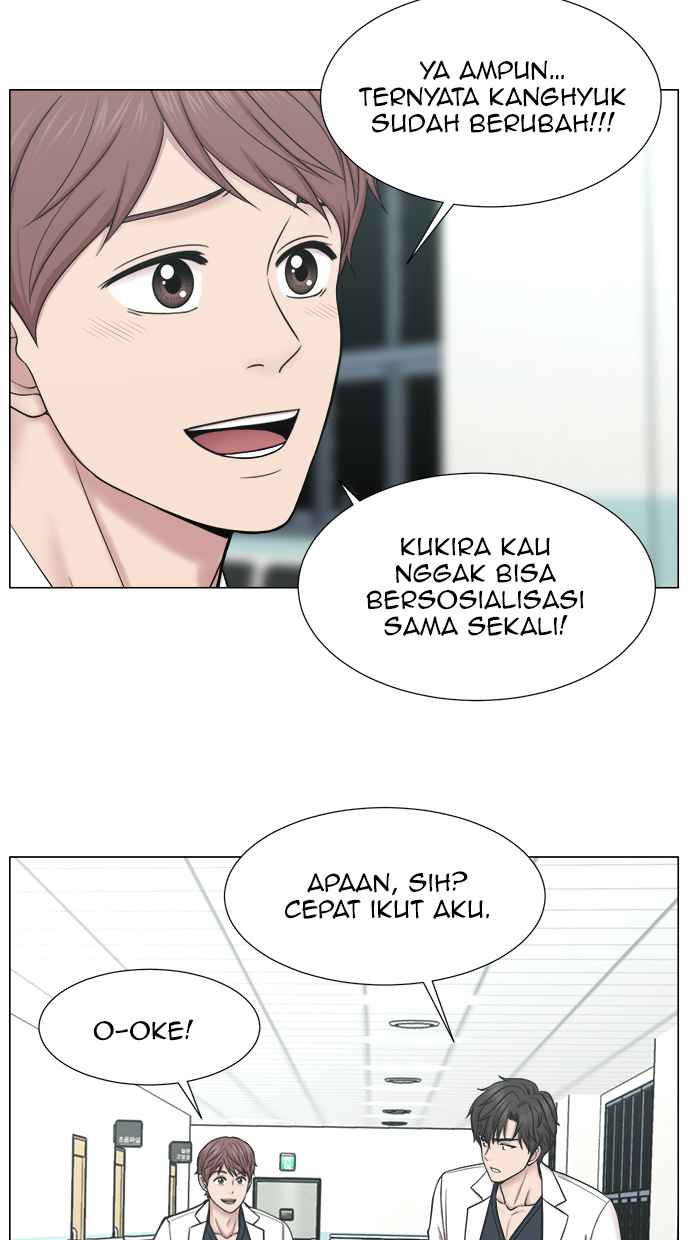 YA AMPUN...
TERNYATA KANGHYUK
SUDAH BERUBAH!!!
KUKIRA KAU
NGGAK BISA
BERSOSIALISASI
SAMA SEKALI!
APAAN, SIH?
CEPAT IKUT AKU.
O-OKE!